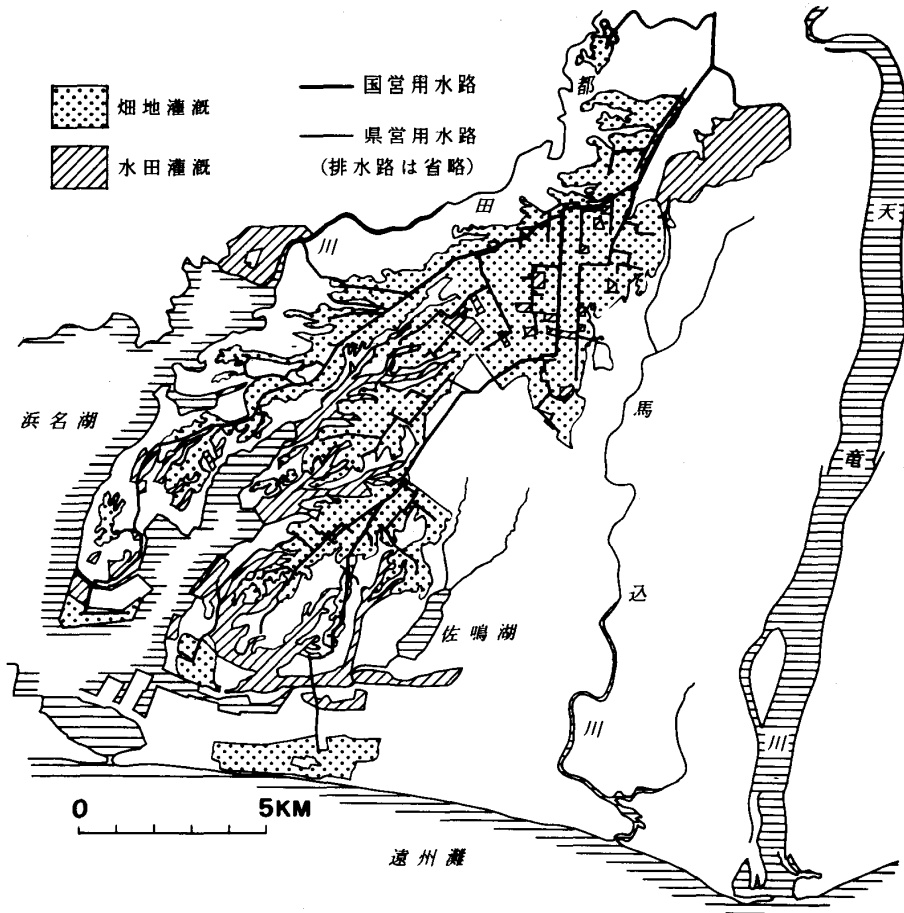 畑地灌漑
水田灌漑
国営用水路
県営用水路
(排水路は省略)
都
田
川
浜名湖
佐鳴湖
馬
込
川
天
竜
川
0 5KM
遠州灘